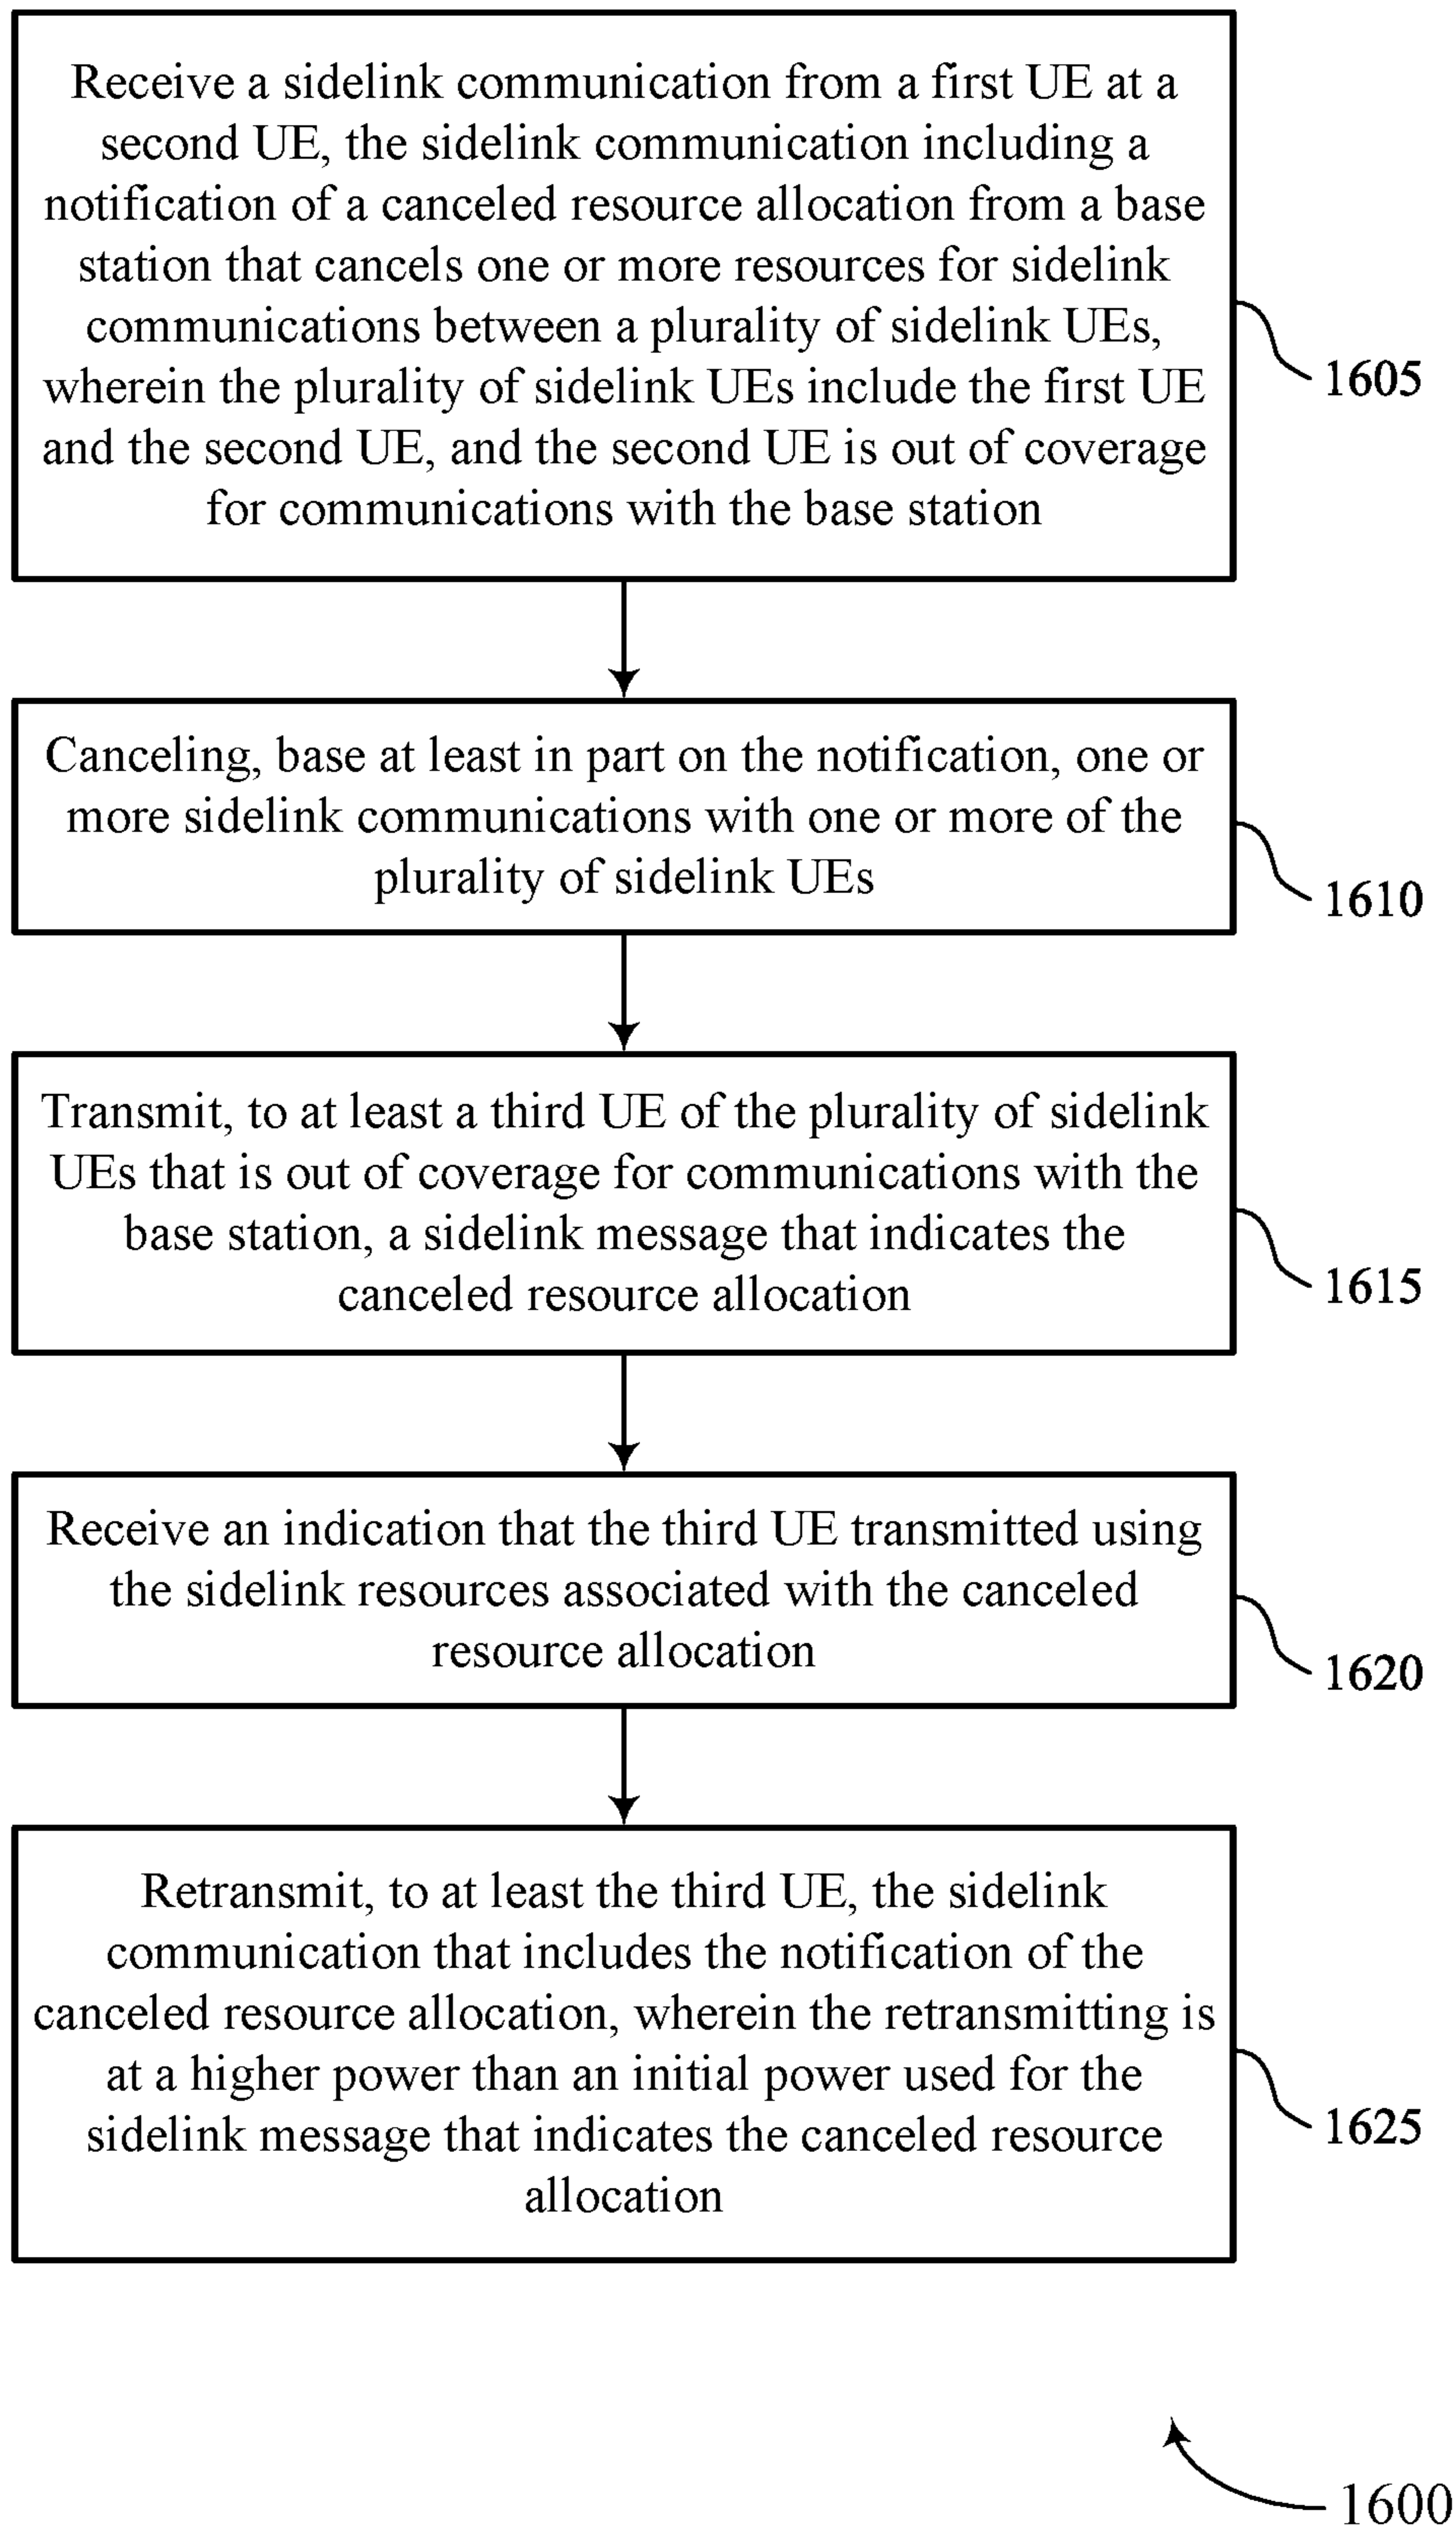 Receive a sidelink communication from a first UE at a
second UE, the sidelink communication including a
notification of a canceled resource allocation from a base
station that cancels one or more resources for sidelink
communications between a plurality of sidelink UEs,
wherein the plurality of sidelink UEs include the first UE
and the second UE, and the second UE is out of coverage
for communications with the base station
1605
Canceling, base at least in part on the notification, one or
more sidelink communications with one or more of the
plurality of sidelink UEs
1610
Transmit, to at least a third UE of the plurality of sidelink
UEs that is out of coverage for communications with the
base station, a sidelink message that indicates the
canceled resource allocation
1615
Receive an indication that the third UE transmitted using
the sidelink resources associated with the canceled
resource allocation
1620
Retransmit, to at least the third UE, the sidelink
communication that includes the notification of the
canceled resource allocation, wherein the retransmitting is
at a higher power than an initial power used for the
sidelink message that indicates the canceled resource
allocation
1625
1600